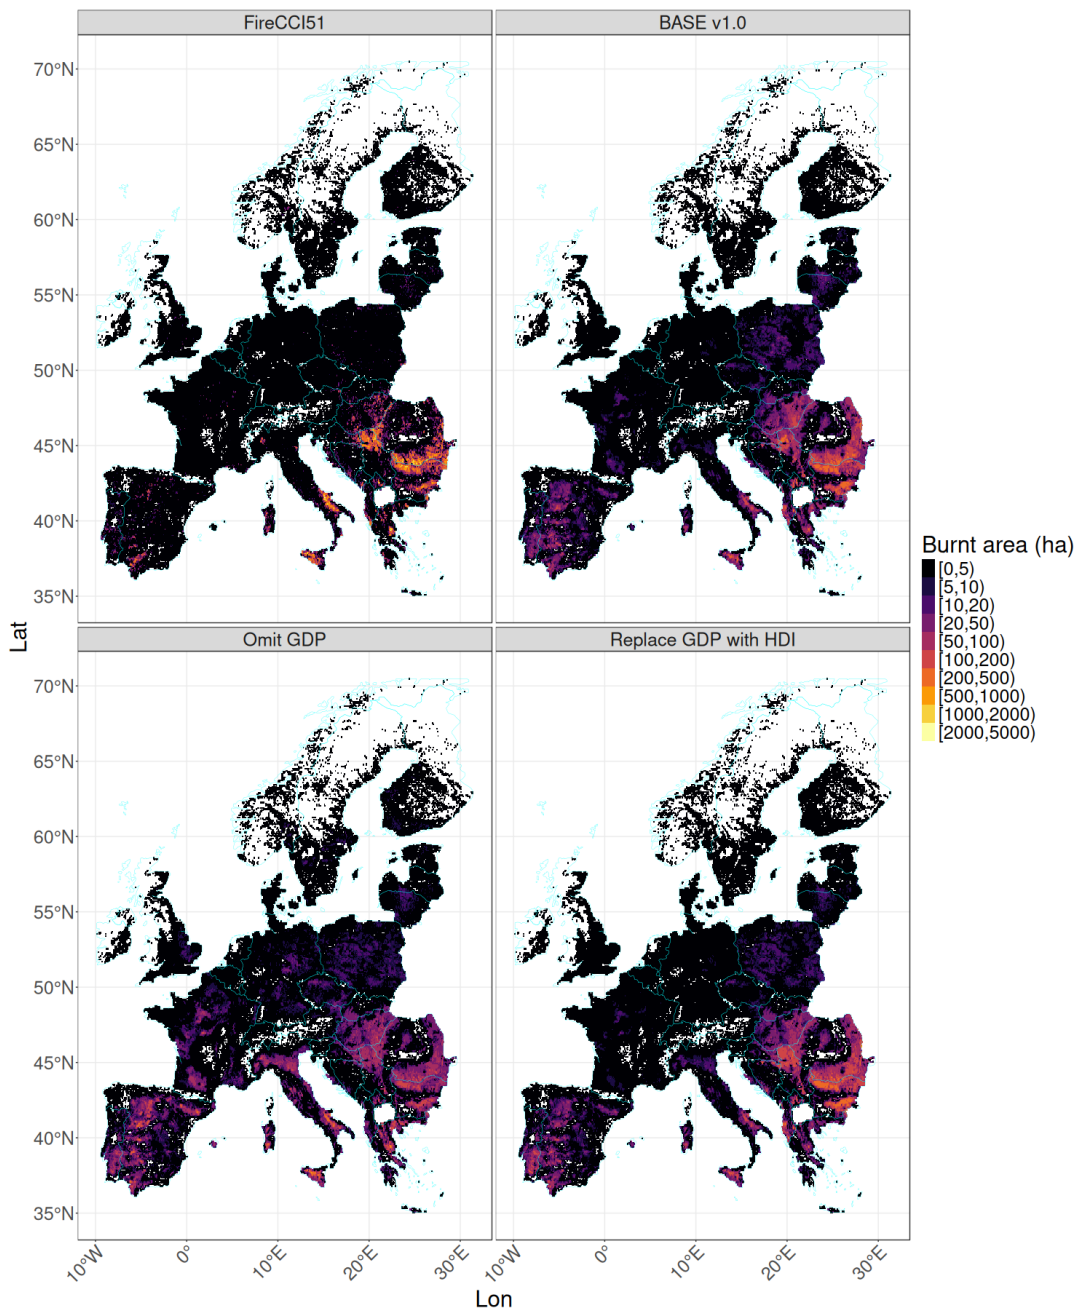 FireCCI51
BASE v1.0
70°N
65°N
60°N
55°N
50°N
45°N
40°N
35°N
Omit GDP
Replace GDP with HDI
70°N
65°N
60°N
55°N
50°N
45°N
40°N
35°N
Lat
10°W
0°
10°E
20°E
30°E
10°W
0°
10°E
20°E
30°E
Lon
Burnt area (ha)
[0,5)
[5,10)
[10,20)
[20,50)
[50,100)
[100,200)
[200,500)
[500,1000)
[1000,2000)
[2000,5000)